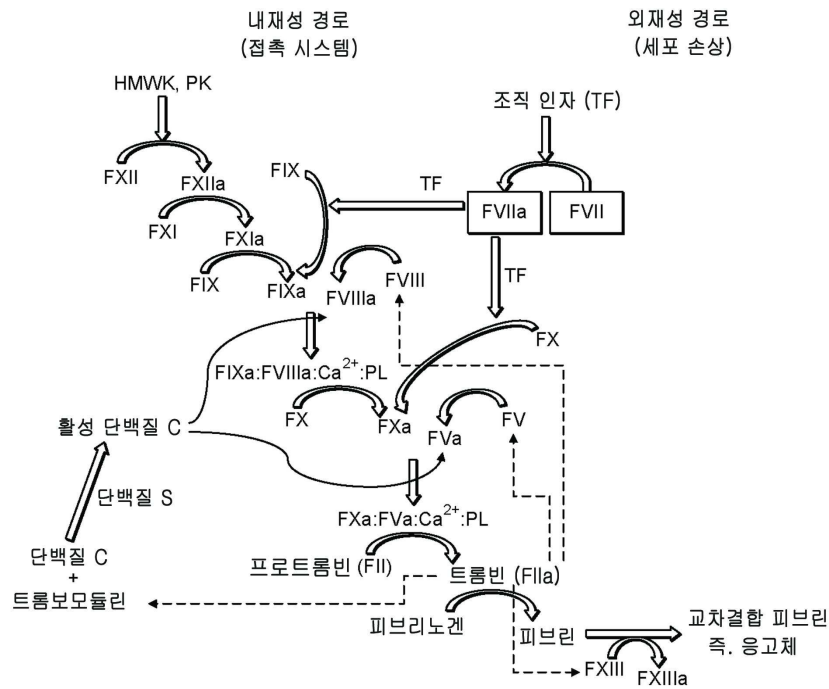 내재성 경로
(접촉 시스템)
외재성 경로
(세포 손상)
HMWK, PK
조직 인자 (TF)
FXII
FXIIa
FIX
TF
FVIIa
FVII
FXI
FXIa
FIX
FIXa
FVIIIa
FVIII
TF
FX
FIXa:FVIIIa:Ca²⁺:PL
FX
FXa
FVa
FV
활성 단백질 C
단백질 S
FXa:FVa:Ca²⁺:PL
단백질 C
+
트롬보모듈린
프로트롬빈 (FII)
트롬빈 (FIIa)
피브리노겐
피브린
교차결합 피브린
즉. 응고체
FXIII
FXIIIa